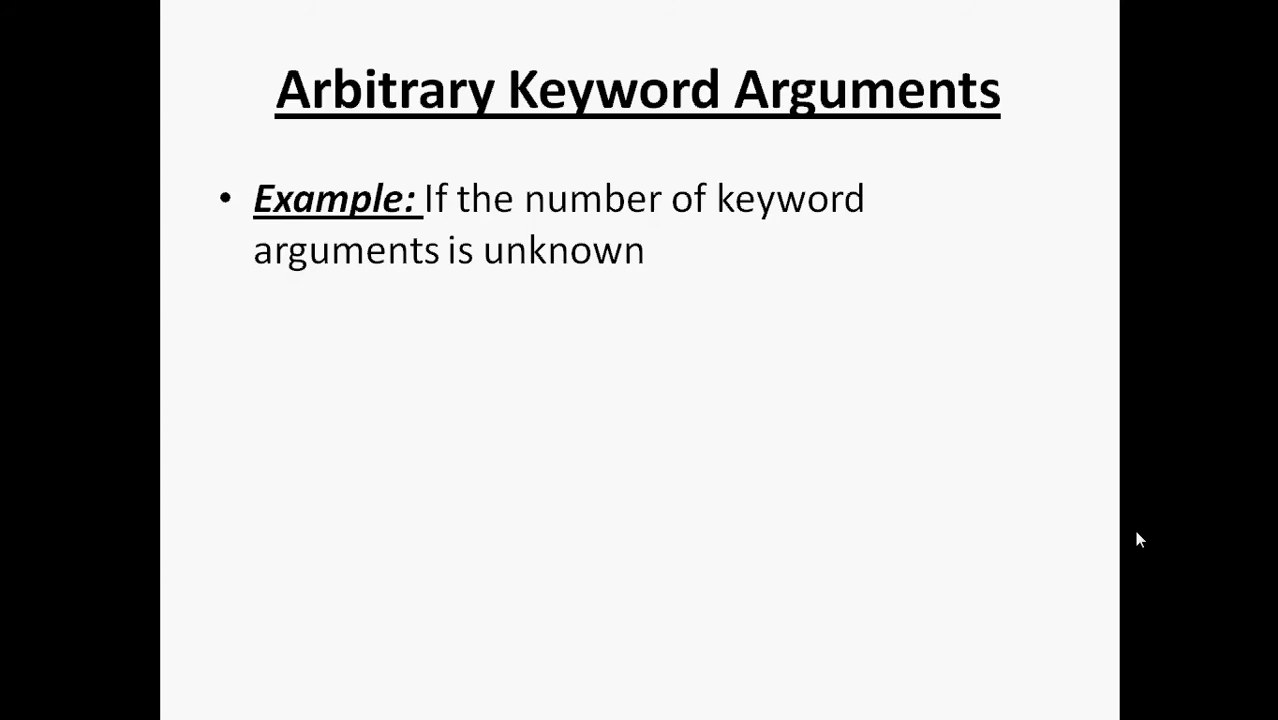 Arbitrary Keyword Arguments
• Example: If the number of keyword
arguments is unknown